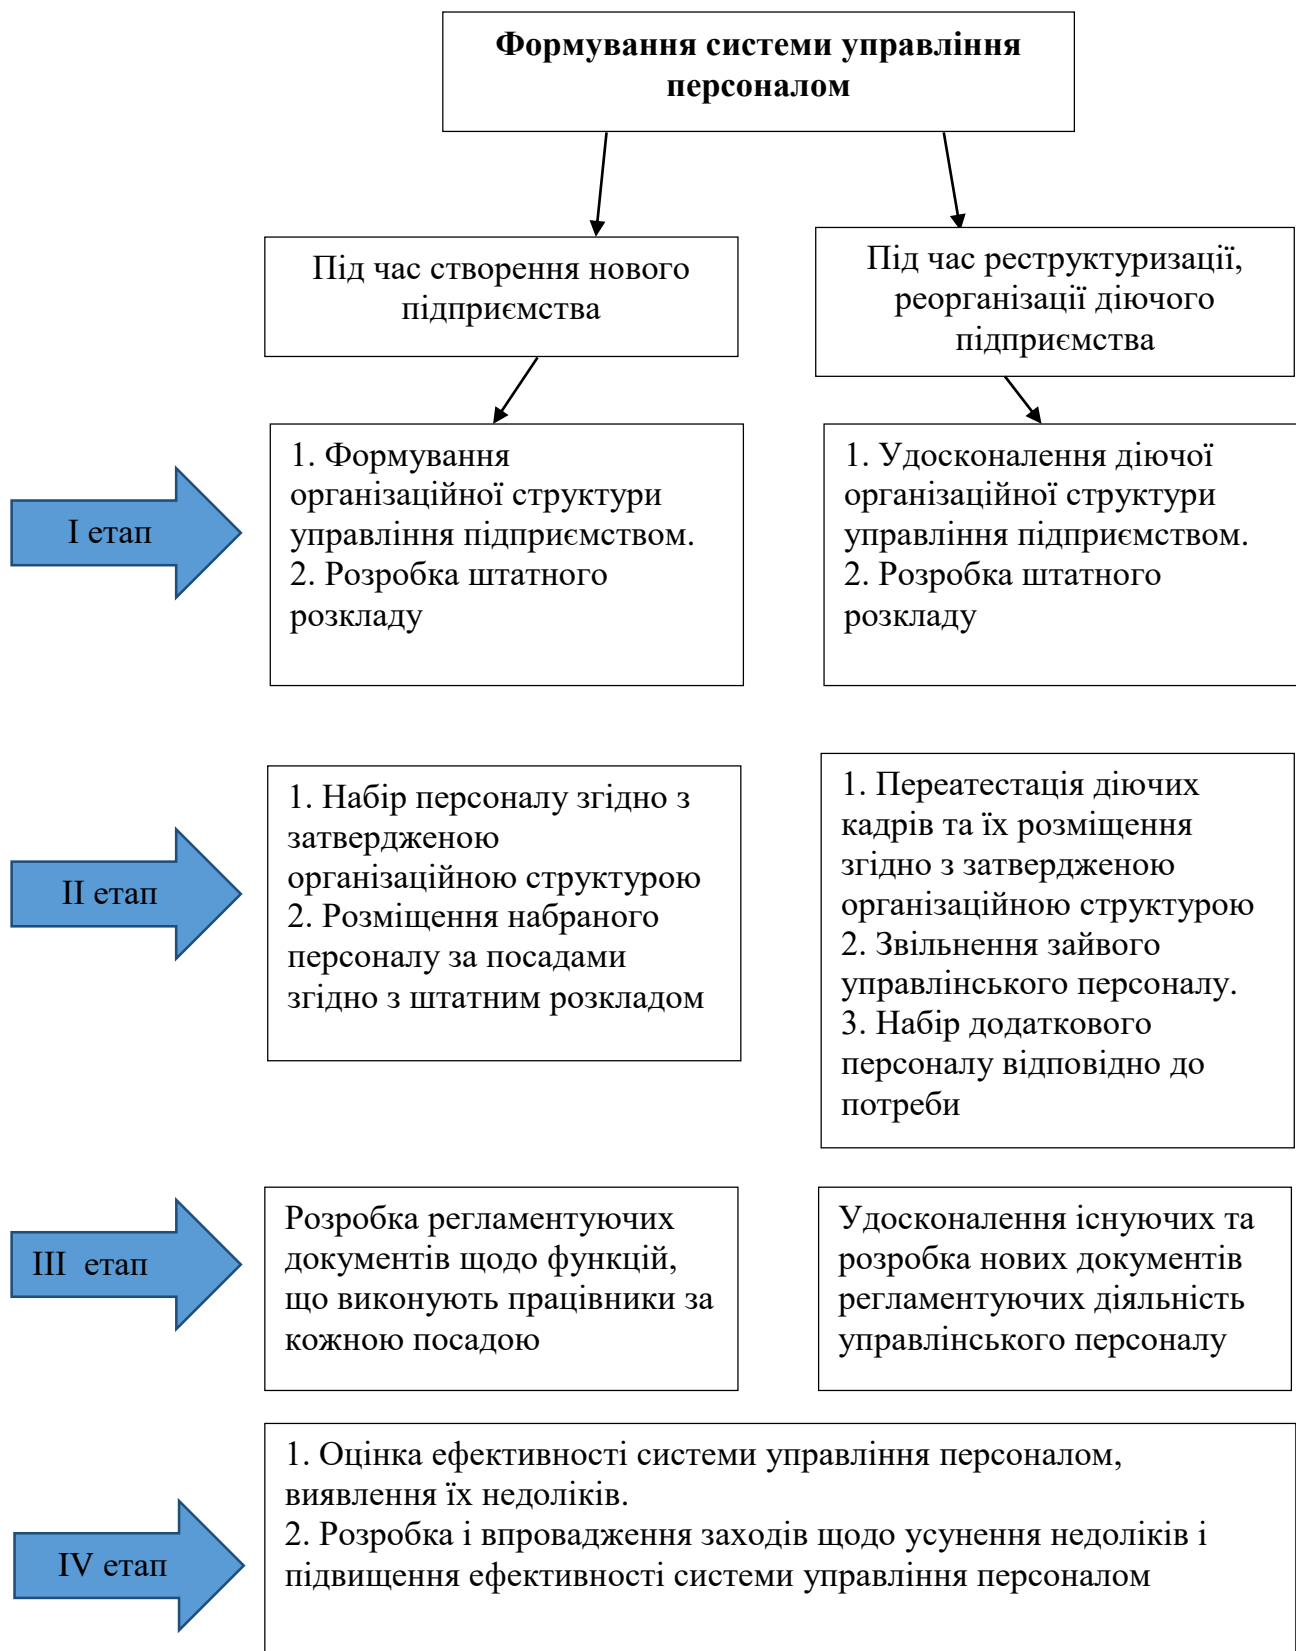 Формування системи управління
персоналом
Під час створення нового
підприємства
Під час реструктуризації,
реорганізації діючого
підприємства
І етап
1. Формування
організаційної структури
управління підприємством.
2. Розробка штатного
розкладу
1. Удосконалення діючої
організаційної структури
управління підприємством.
2. Розробка штатного
розкладу
ІІ етап
1. Набір персоналу згідно з
затвердженою
організаційною структурою
2. Розміщення набраного
персоналу за посадами
згідно з штатним розкладом
1. Переатестація діючих
кадрів та їх розміщення
згідно з затвердженою
організаційною структурою
2. Звільнення зайвого
управлінського персоналу.
3. Набір додаткового
персоналу відповідно до
потреби
ІІІ  етап
Розробка регламентуючих
документів щодо функцій,
що виконують працівники за
кожною посадою
Удосконалення існуючих та
розробка нових документів
регламентуючих діяльність
управлінського персоналу
IV етап
1. Оцінка ефективності системи управління персоналом,
виявлення їх недоліків.
2. Розробка і впровадження заходів щодо усунення недоліків і
підвищення ефективності системи управління персоналом